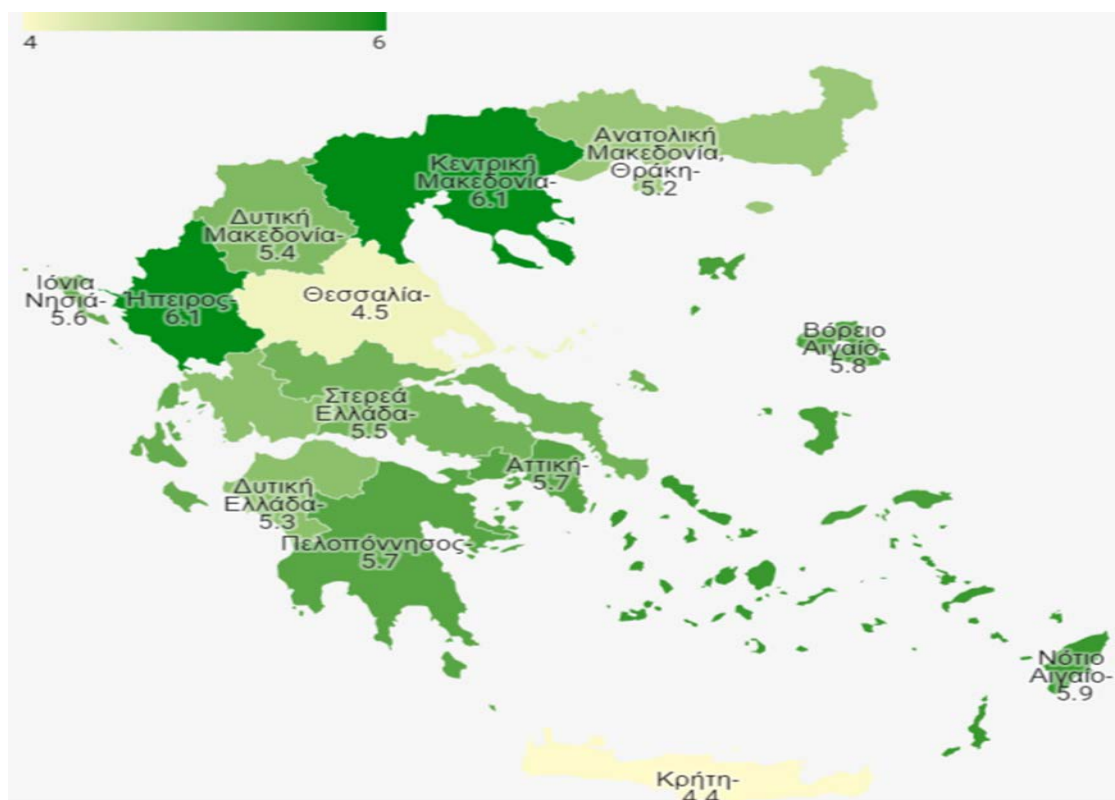 4
6
Ανατολική
Μακεδονία,
Θράκη-
5.2
Κεντρική
Μακεδονία-
6.1
Δυτική
Μακεδονία-
5.4
Ιόνια
Νησιά-
5.6
Ήπειρος-
6.1
Θεσσαλία-
4.5
Βόρειο
Αιγαίο-
5.8
Στερεά
Ελλάδα-
5.5
Αττική-
5.7
Δυτική
Ελλάδα-
5.3
Πελοπόννησος-
5.7
Νότιο
Αιγαίο-
5.9
Κρήτη-
4.4